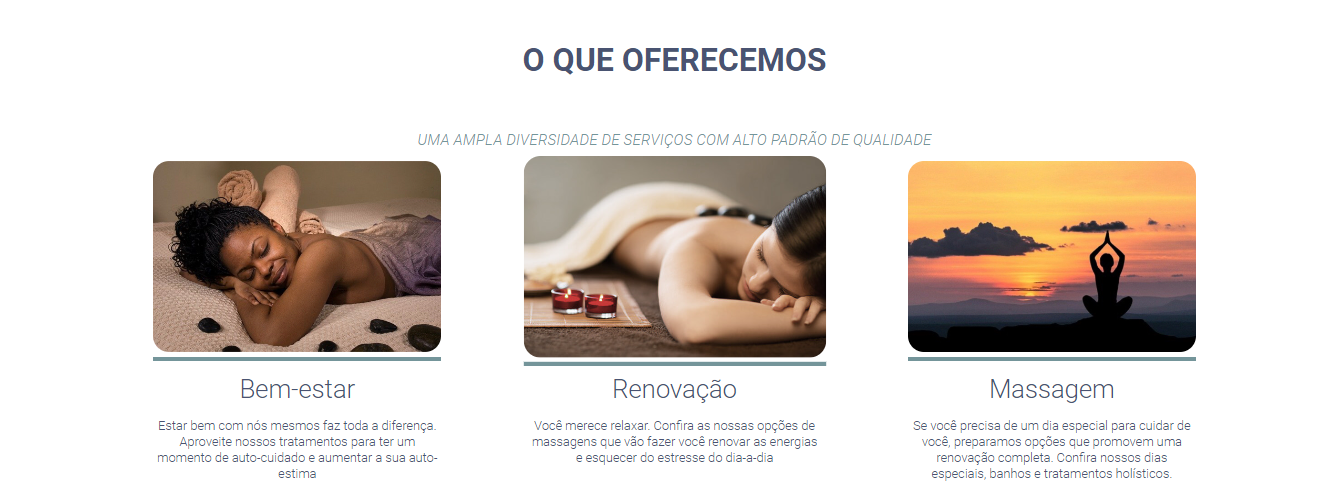 O QUE OFERECEMOS
UMA AMPLA DIVERSIDADE DE SERVIÇOS COM ALTO PADRÃO DE QUALIDADE
Bem-estar
Estar bem com nós mesmos faz toda a diferença.
Aproveite nossos tratamentos para ter um
momento de auto-cuidado e aumentar a sua auto-
estima
Renovação
Você merece relaxar. Confira as nossas opções de
massagens que vão fazer você renovar as energias
e esquecer do estresse do dia-a-dia
Massagem
Se você precisa de um dia especial para cuidar de
você, preparamos opções que promovem uma
renovação completa. Confira nossos dias
especiais, banhos e tratamentos holísticos.